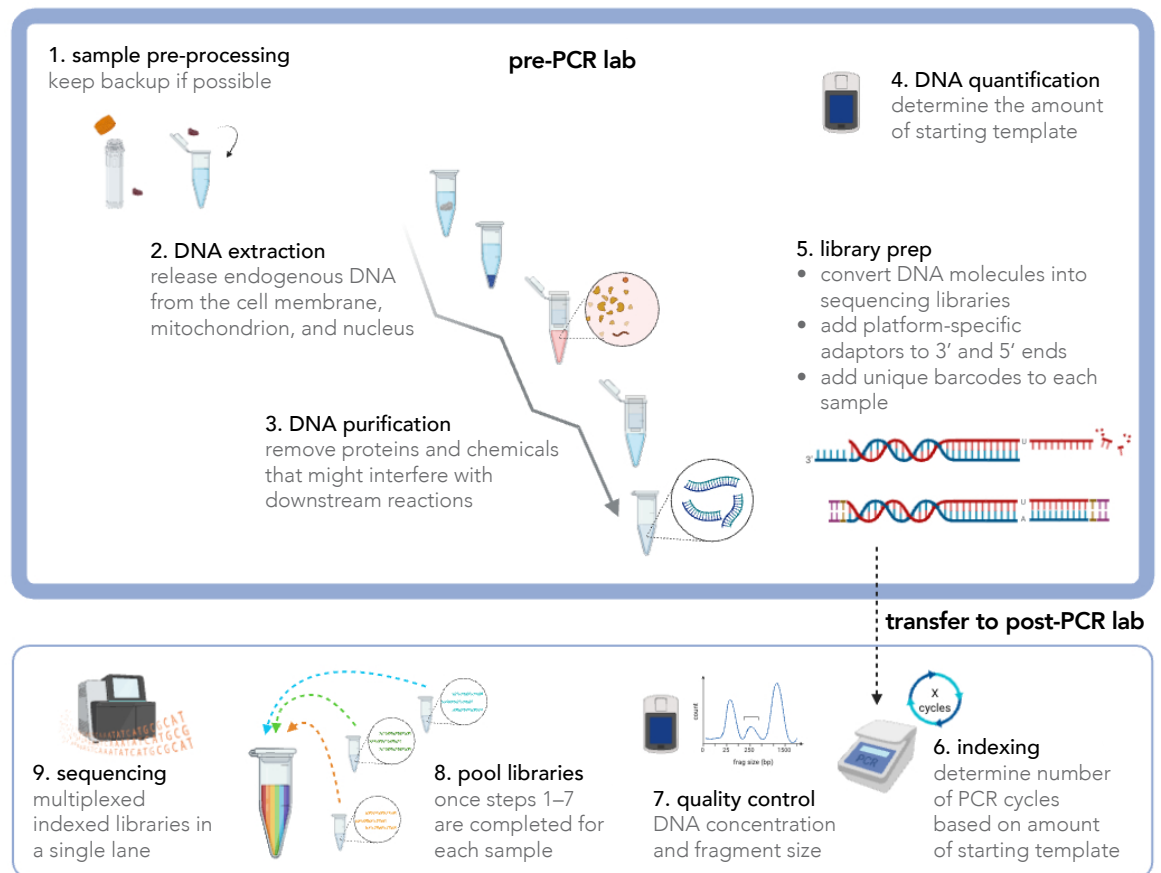 pre-PCR lab
1. sample pre-processing
keep backup if possible
2. DNA extraction
release endogenous DNA
from the cell membrane,
mitochondrion, and nucleus
3. DNA purification
remove proteins and chemicals
that might interfere with
downstream reactions
4. DNA quantification
determine the amount
of starting template
5. library prep
• convert DNA molecules into
sequencing libraries
• add platform-specific
adaptors to 3’ and 5’ ends
• add unique barcodes to each
sample
U
3'
U
A
transfer to post-PCR lab
X
cycles
PCR
6. indexing
determine number
of PCR cycles
based on amount
of starting template
count
0 25 250 1500
frag size (bp)
7. quality control
DNA concentration
and fragment size
8. pool libraries
once steps 1–7
are completed for
each sample
9. sequencing
multiplexed
indexed libraries in
a single lane